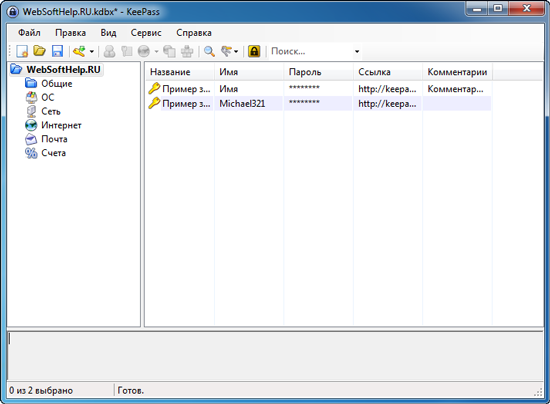 WebSoftHelp.RU.kdbx* - KeePass
Файл Правка Вид Сервис Справка
Поиск...
WebSoftHelp.RU
Общие
ОС
Сеть
Интернет
Почта
Счета
Название Имя Пароль Ссылка Комментарии
Пример з... Имя ******** http://keepa... Комментар...
Пример з... Michael321 ******** http://keepa...
0 из 2 выбрано Готов.